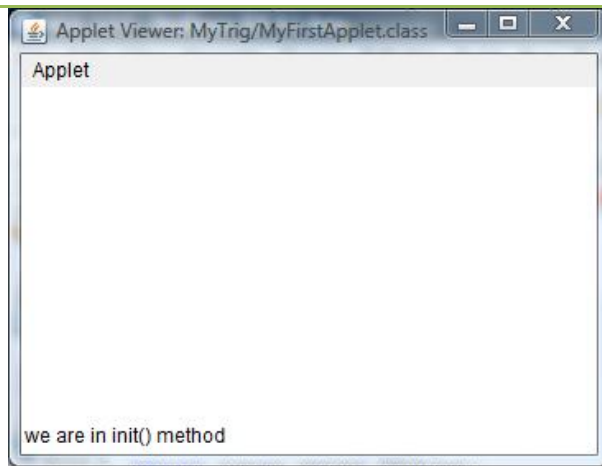 Applet Viewer: MyTrig/MyFirstApplet.class
Applet
we are in init() method